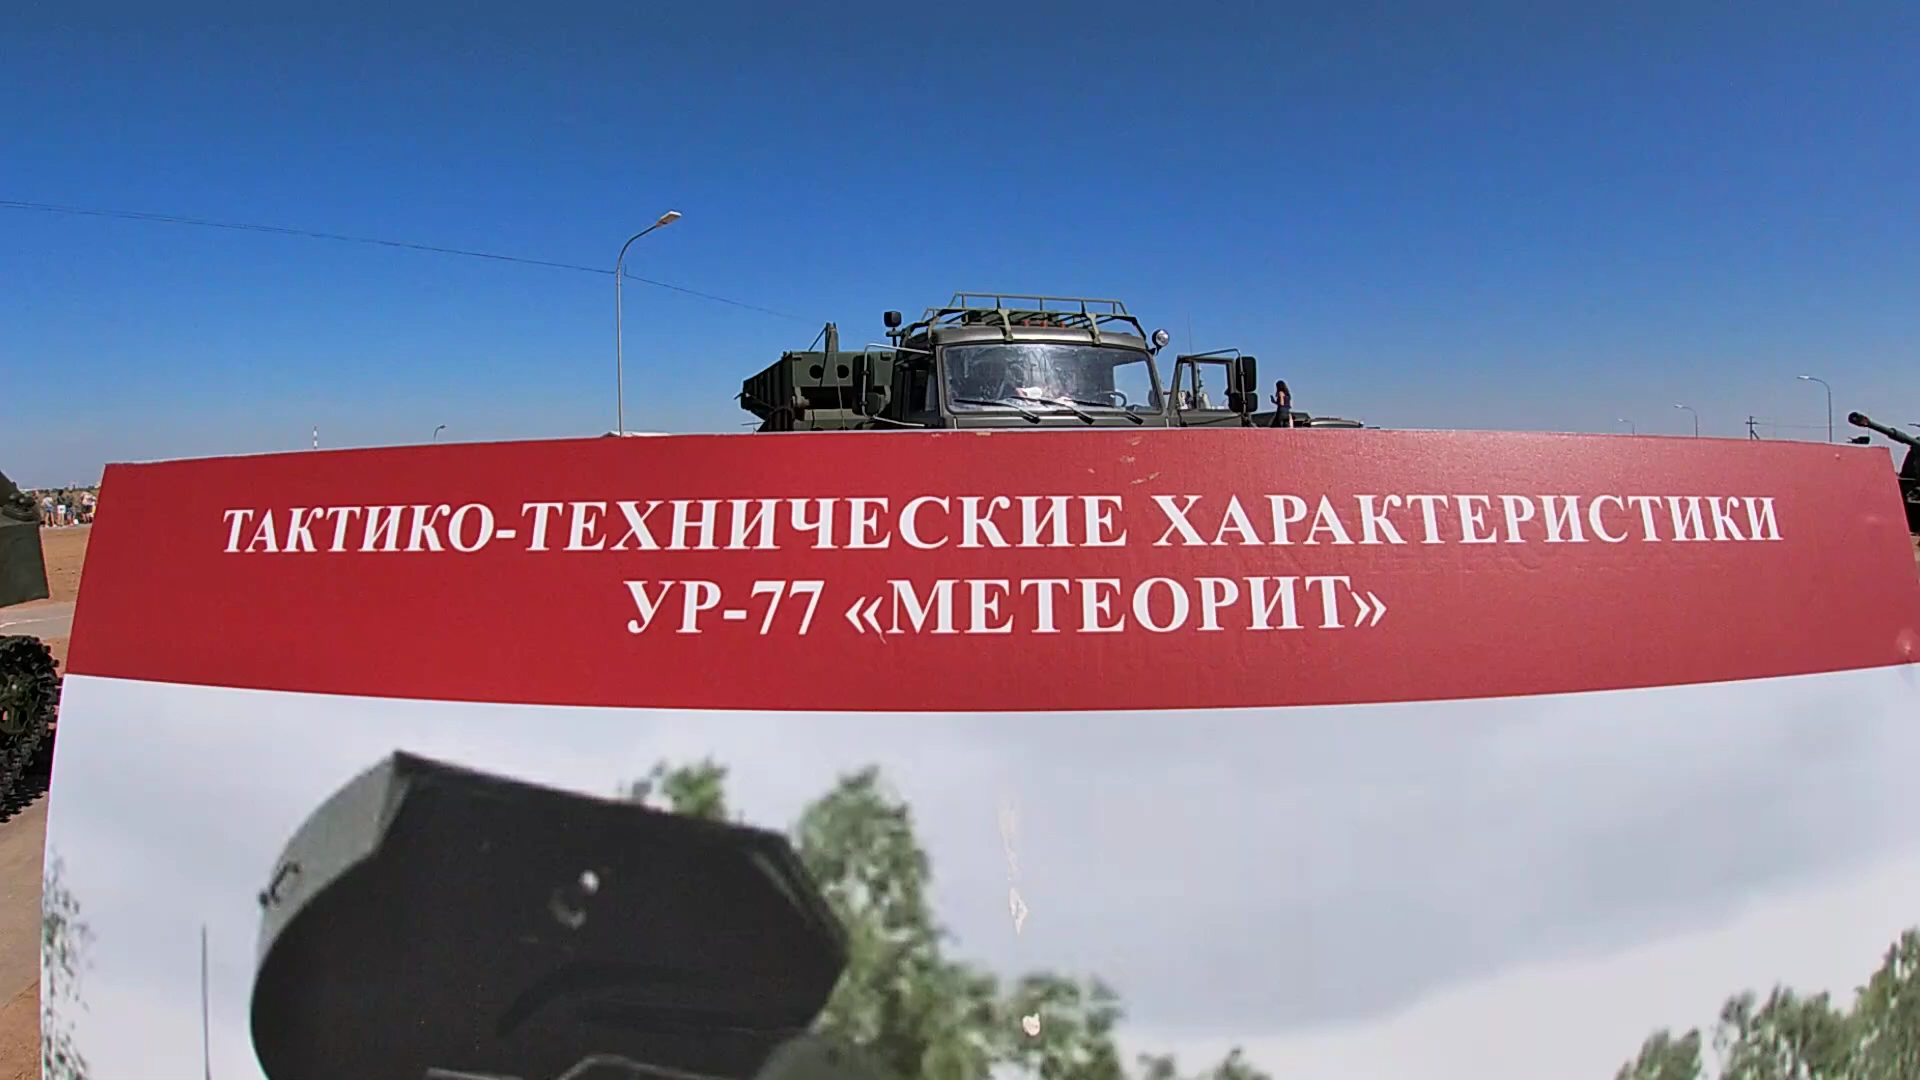 ТАКТИКО-ТЕХНИЧЕСКИЕ ХАРАКТЕРИСТИКИ
УР-77 «МЕТЕОРИТ»